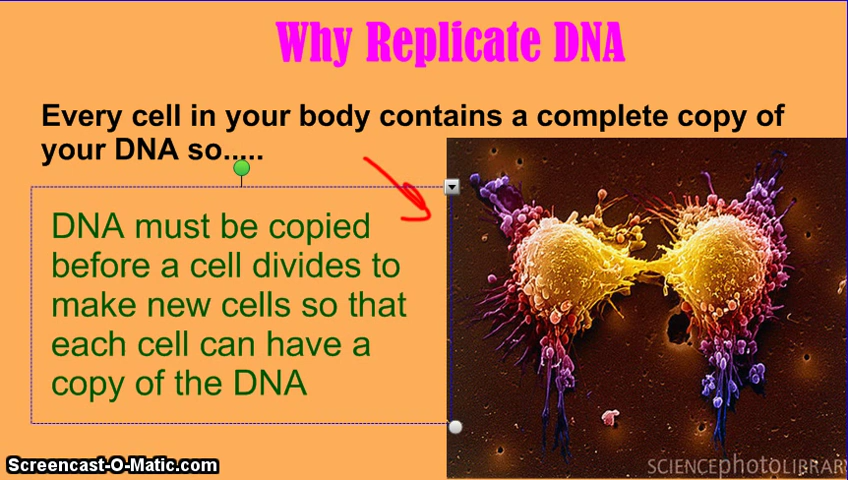 Why Replicate DNA
Every cell in your body contains a complete copy of
your DNA so.....
DNA must be copied
before a cell divides to
make new cells so that
each cell can have a
copy of the DNA
SCIENCEphotoLIBRARY
Screencast-O-Matic.com